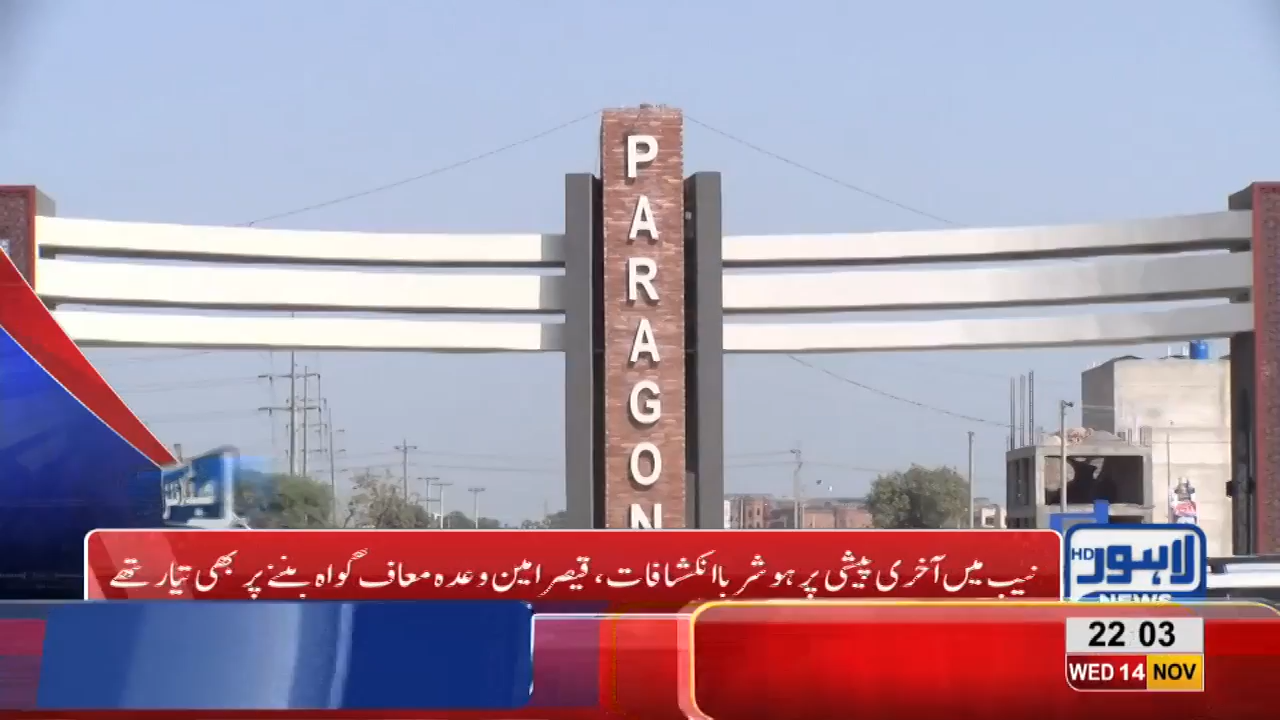 PARAGON
نیب میں آخری پیشی پر ہوشربا انکشافات، قیصر امین وعدہ معاف گواہ بننے پر بھی تیار تھے
لاہور HD
NEWS
22 03
WED 14 NOV